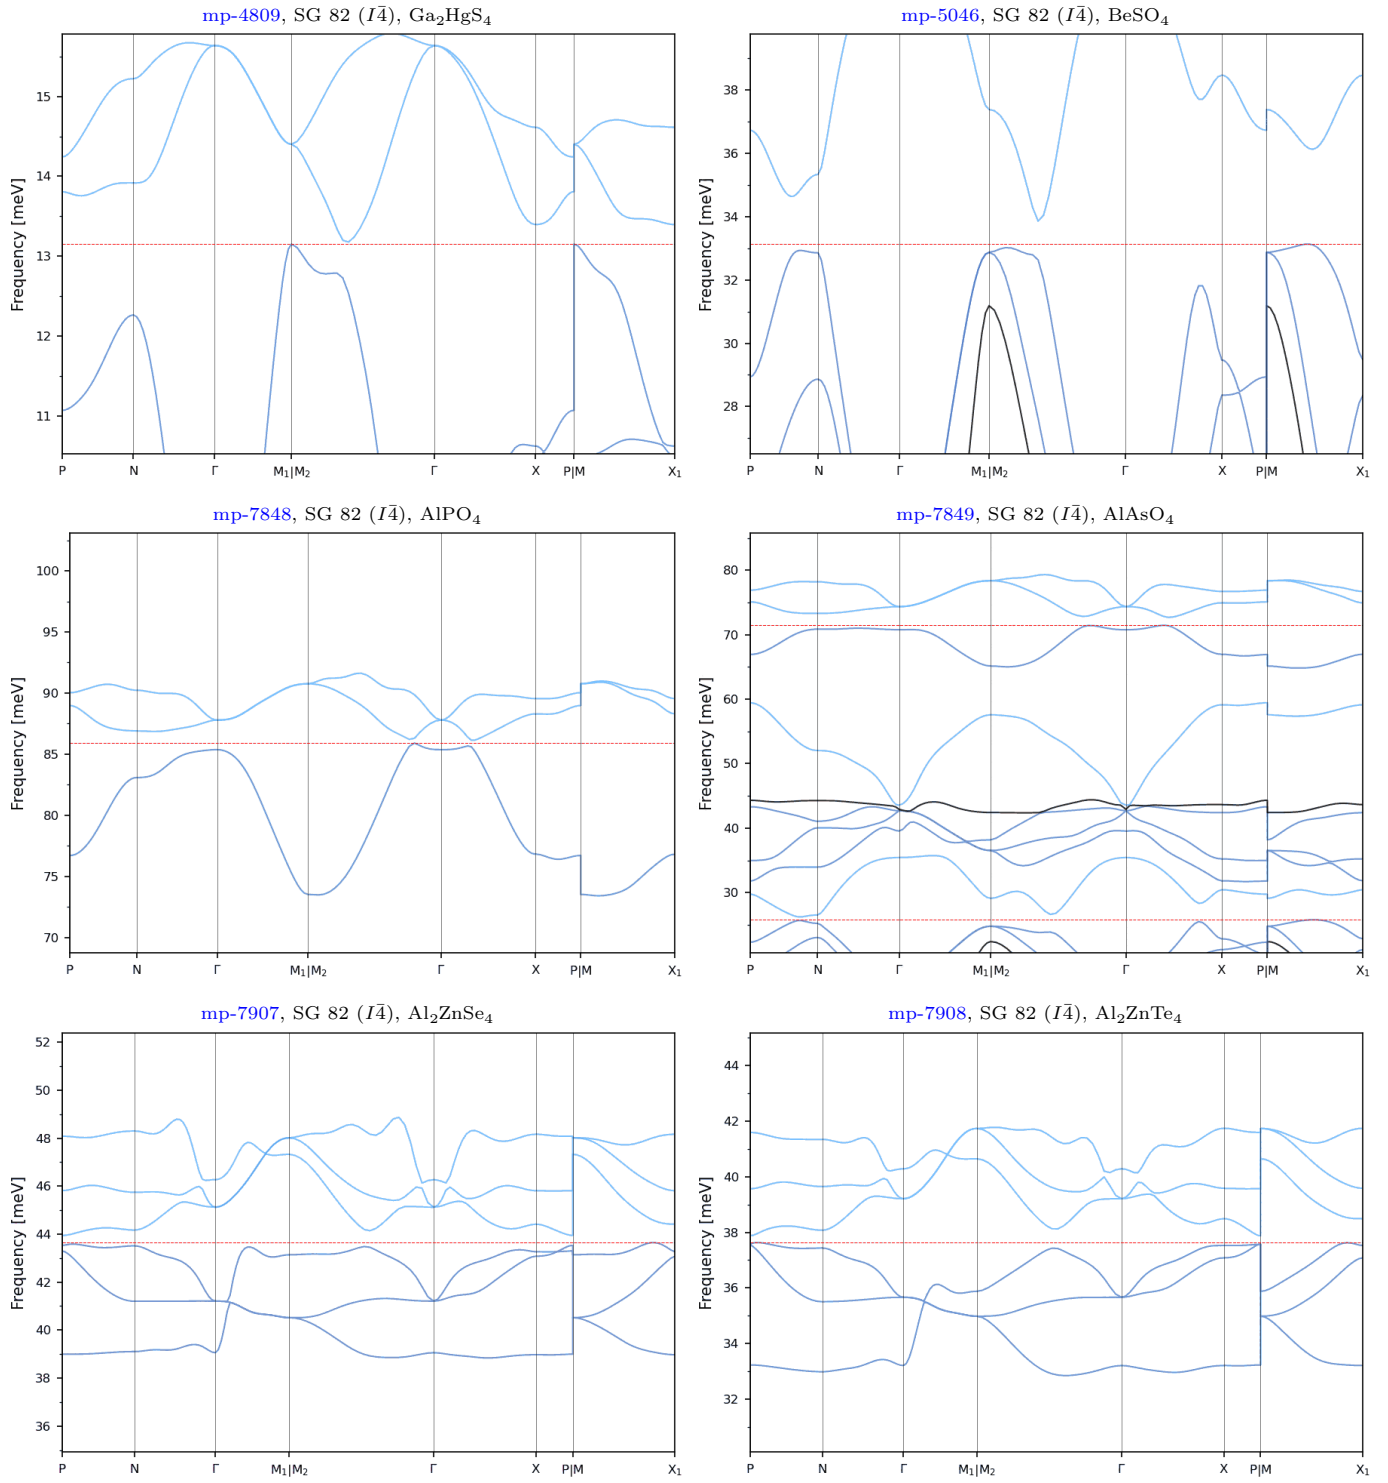 mp-4809, SG 82 (I4̄), Ga₂HgS₄
Frequency [meV]
15
14
13
12
11
P N Γ M₁|M₂ Γ X P|M X₁
mp-5046, SG 82 (I4̄), BeSO₄
Frequency [meV]
38
36
34
32
30
28
P N Γ M₁|M₂ Γ X P|M X₁
mp-7848, SG 82 (I4̄), AlPO₄
Frequency [meV]
100
95
90
85
80
75
70
P N Γ M₁|M₂ Γ X P|M X₁
mp-7849, SG 82 (I4̄), AlAsO₄
Frequency [meV]
80
70
60
50
40
30
P N Γ M₁|M₂ Γ X P|M X₁
mp-7907, SG 82 (I4̄), Al₂ZnSe₄
Frequency [meV]
52
50
48
46
44
42
40
38
36
P N Γ M₁|M₂ Γ X P|M X₁
mp-7908, SG 82 (I4̄), Al₂ZnTe₄
Frequency [meV]
44
42
40
38
36
34
32
P N Γ M₁|M₂ Γ X P|M X₁